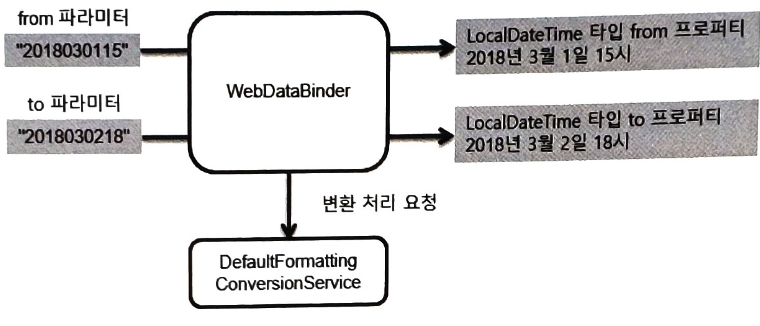 from 파라미터
"2018030115"
to 파라미터
"2018030218"
WebDataBinder
LocalDateTime 타입 from 프로퍼티
2018년 3월 1일 15시
LocalDateTime 타입 to 프로퍼티
2018년 3월 2일 18시
변환 처리 요청
DefaultFormatting
ConversionService